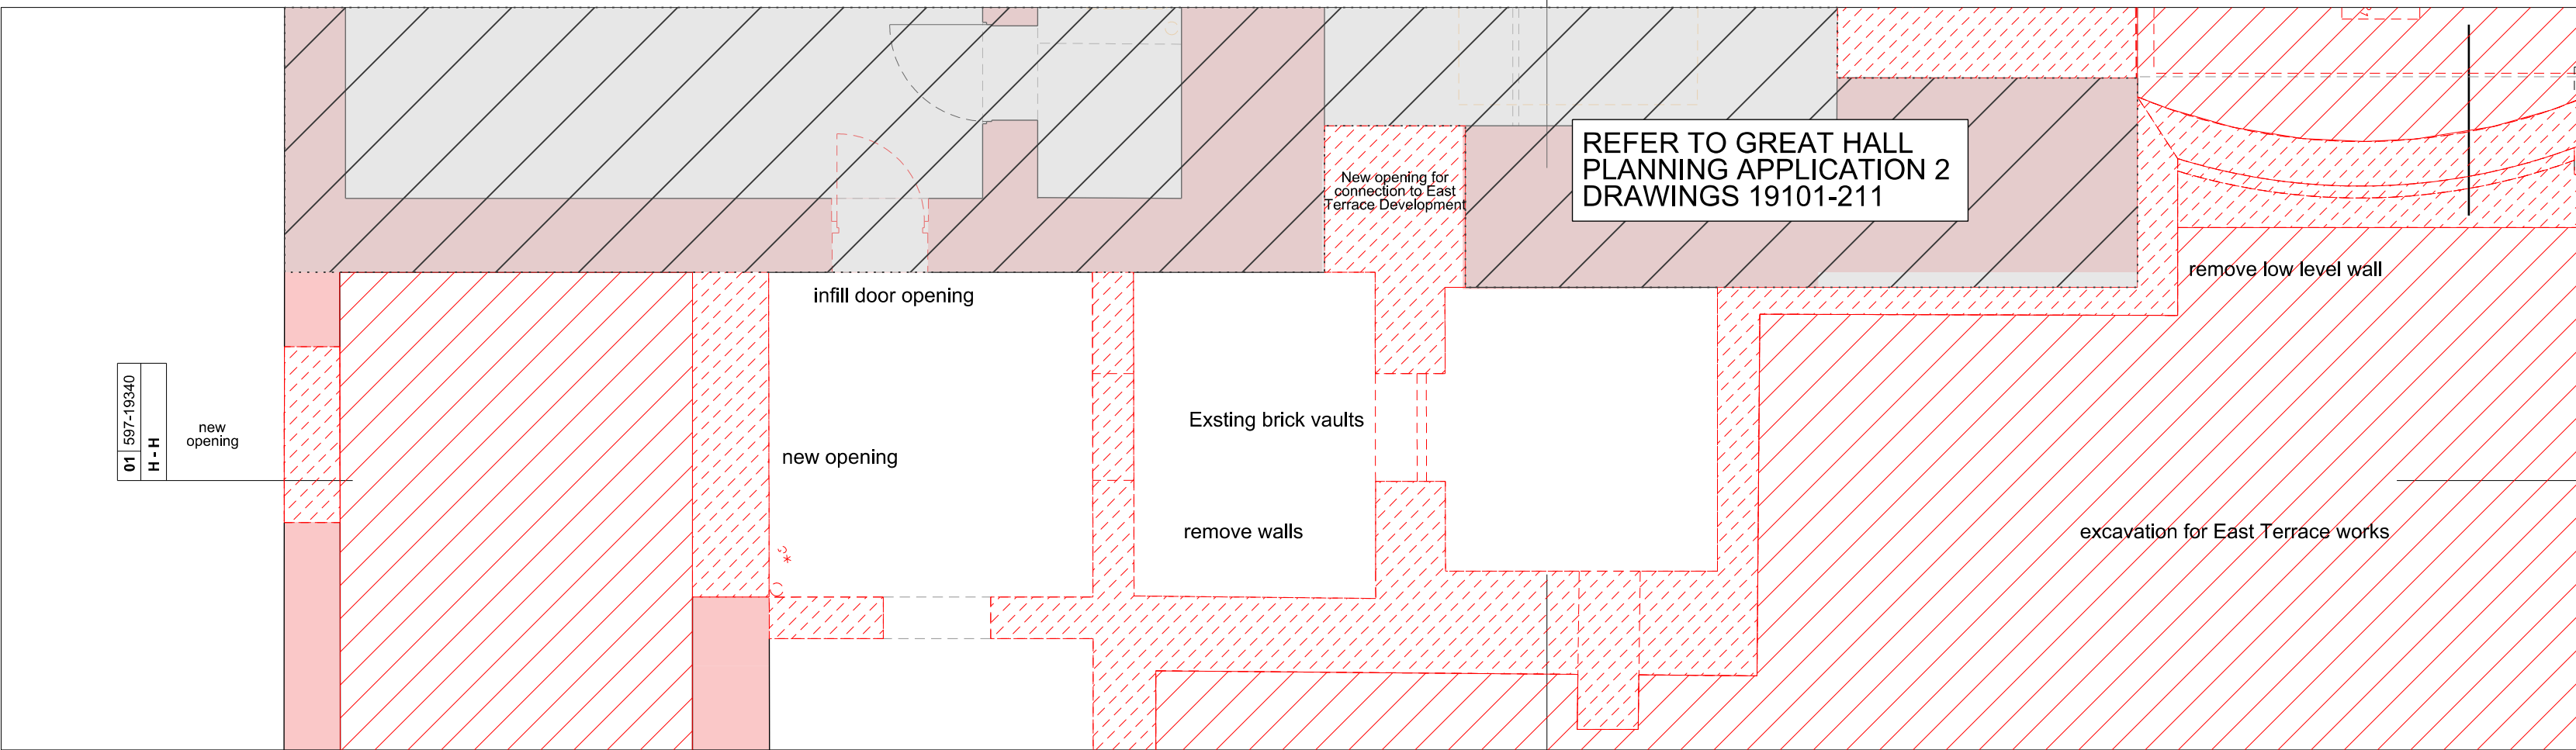 REFER TO GREAT HALL
PLANNING APPLICATION 2
DRAWINGS 19101-211
New opening for
connection to East
Terrace Development
remove low level wall
infill door opening
01 597-19340
H - H
new
opening
Exsting brick vaults
new opening
remove walls
excavation for East Terrace works